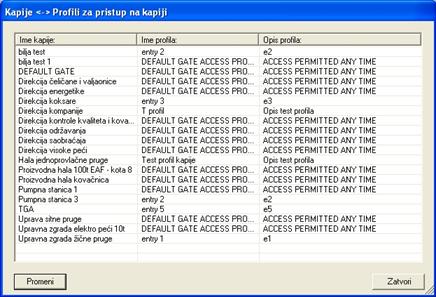 Kapije <-> Profili za pristup na kapiji
Ime kapije: Ime profila: Opis profila:
bilja test entry 2 e2
bilja test 1 DEFAULT GATE ACCESS PRO... ACCESS PERMITTED ANY TIME
DEFAULT GATE DEFAULT GATE ACCESS PRO... ACCESS PERMITTED ANY TIME
Direkcija čeličane i valjaonice DEFAULT GATE ACCESS PRO... ACCESS PERMITTED ANY TIME
Direkcija energetike DEFAULT GATE ACCESS PRO... ACCESS PERMITTED ANY TIME
Direkcija koksare entry 3 e3
Direkcija kompanije T profil Opis test profila
Direkcija kontrole kvaliteta i kova... DEFAULT GATE ACCESS PRO... ACCESS PERMITTED ANY TIME
Direkcija održavanja DEFAULT GATE ACCESS PRO... ACCESS PERMITTED ANY TIME
Direkcija saobraćaja DEFAULT GATE ACCESS PRO... ACCESS PERMITTED ANY TIME
Direkcija visoke peći DEFAULT GATE ACCESS PRO... ACCESS PERMITTED ANY TIME
Hala jednoprovlačne pruge Test profil kapije Opis test profila
Proizvodna hala 100t EAF - kota 8 DEFAULT GATE ACCESS PRO... ACCESS PERMITTED ANY TIME
Proizvodna hala kovačnica DEFAULT GATE ACCESS PRO... ACCESS PERMITTED ANY TIME
Pumpna stanica 1 DEFAULT GATE ACCESS PRO... ACCESS PERMITTED ANY TIME
Pumpna stanica 3 entry 2 e2
TGA entry 5 e5
Uprava sitne pruge DEFAULT GATE ACCESS PRO... ACCESS PERMITTED ANY TIME
Upravna zgrada elektro peći 10t DEFAULT GATE ACCESS PRO... ACCESS PERMITTED ANY TIME
Upravna zgrada žične pruge entry 1 e1
Promeni Zatvori